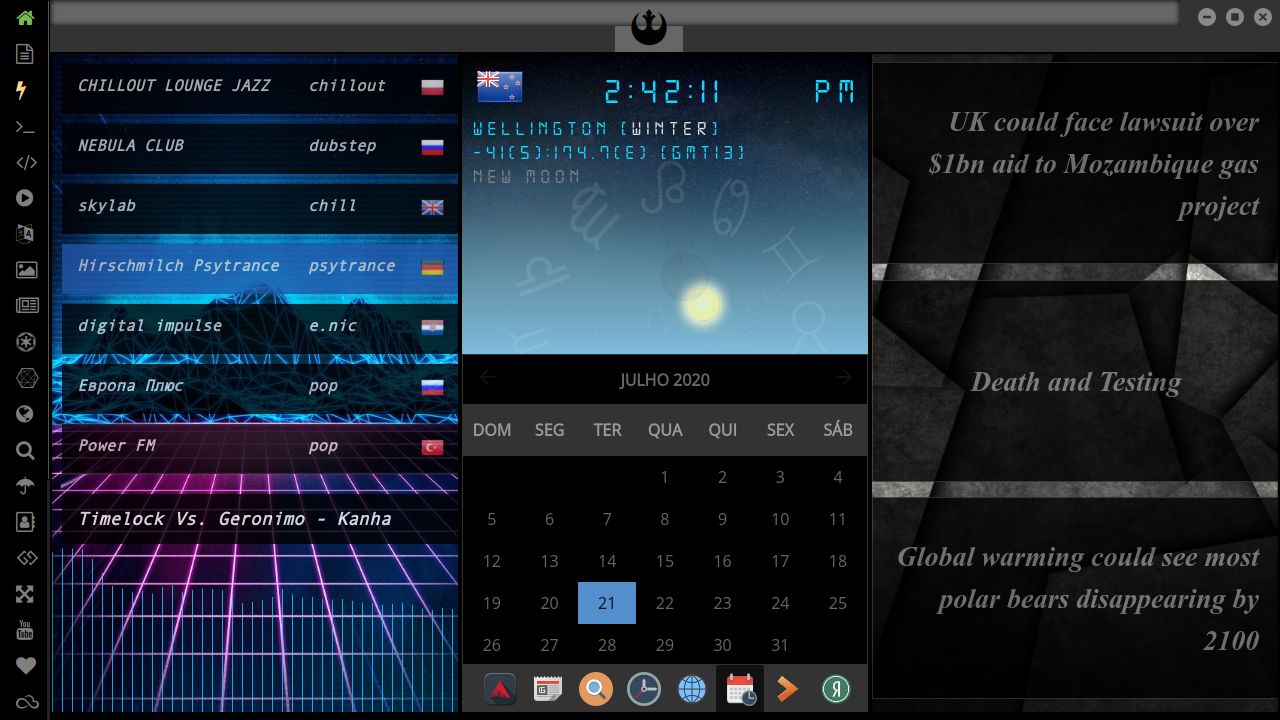 CHILLOUT LOUNGE JAZZ chillout
NEBULA CLUB dubstep
skylab chill
Hirschmilch Psytrance psytrance
digital impulse e.nic
Европа Плюс pop
Power FM pop
Timelock Vs. Geronimo - Kanha
2:42:11 PM
WELLINGTON (WINTER)
-41(S):174.7(E) (GMT13)
NEW MOON
JULHO 2020
DOM SEG TER QUA QUI SEX SÁB
1 2 3 4
5 6 7 8 9 10 11
12 13 14 15 16 17 18
19 20 21 22 23 24 25
26 27 28 29 30 31
Я
UK could face lawsuit over
$1bn aid to Mozambique gas
project
Death and Testing
Global warming could see most
polar bears disappearing by
2100
You
Tube